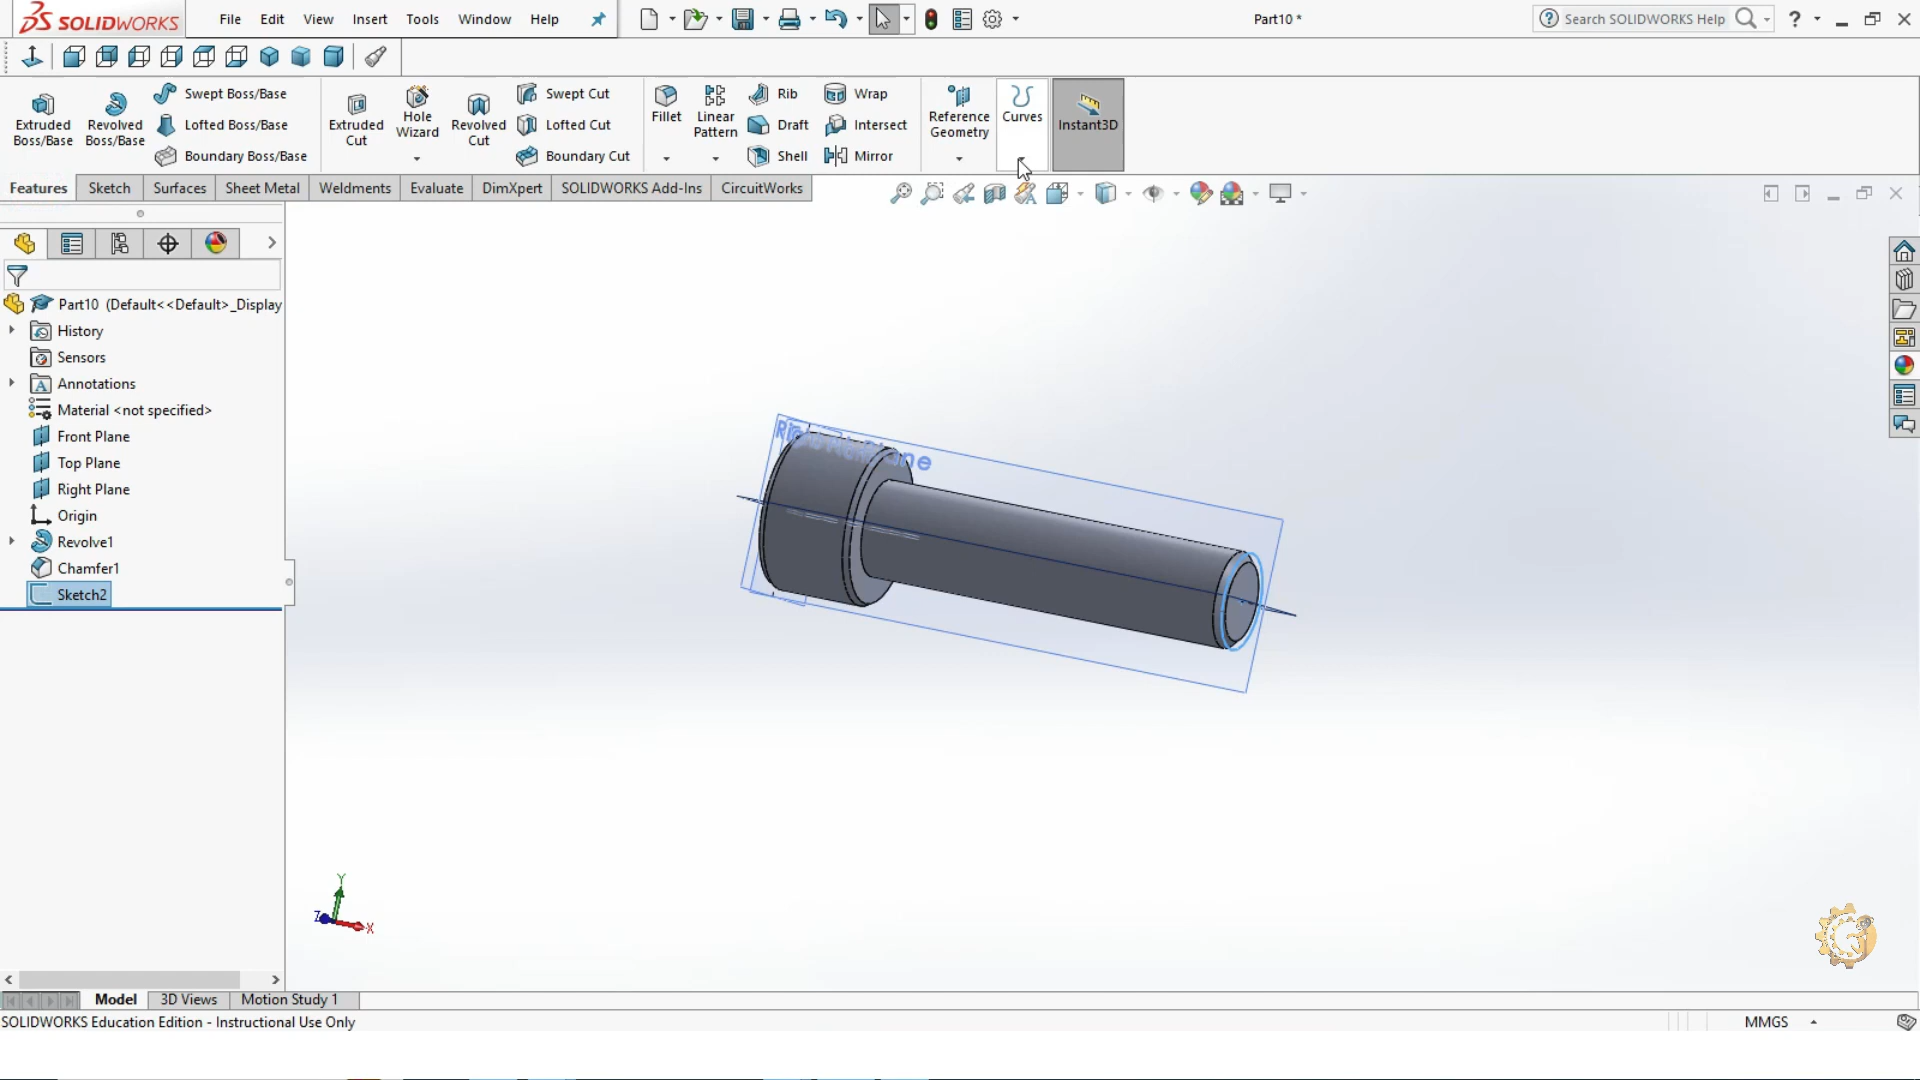 SOLIDWORKS File Edit View Insert Tools Window Help Part10 * Search SOLIDWORKS Help ?
Extruded Boss/Base
Revolved Boss/Base
Swept Boss/Base
Lofted Boss/Base
Boundary Boss/Base
Extruded Cut
Hole Wizard
Revolved Cut
Swept Cut
Lofted Cut
Boundary Cut
Fillet
Linear Pattern
Rib
Draft
Shell
Wrap
Intersect
Mirror
Reference Geometry
Curves
Instant3D
Features Sketch Surfaces Sheet Metal Weldments Evaluate DimXpert SOLIDWORKS Add-Ins CircuitWorks
Part10 (Default<<Default>_Display
History
Sensors
Annotations
Material <not specified>
Front Plane
Top Plane
Right Plane
Origin
Revolve1
Chamfer1
Sketch2
Y
Z
X
Model 3D Views Motion Study 1
SOLIDWORKS Education Edition - Instructional Use Only MMGS